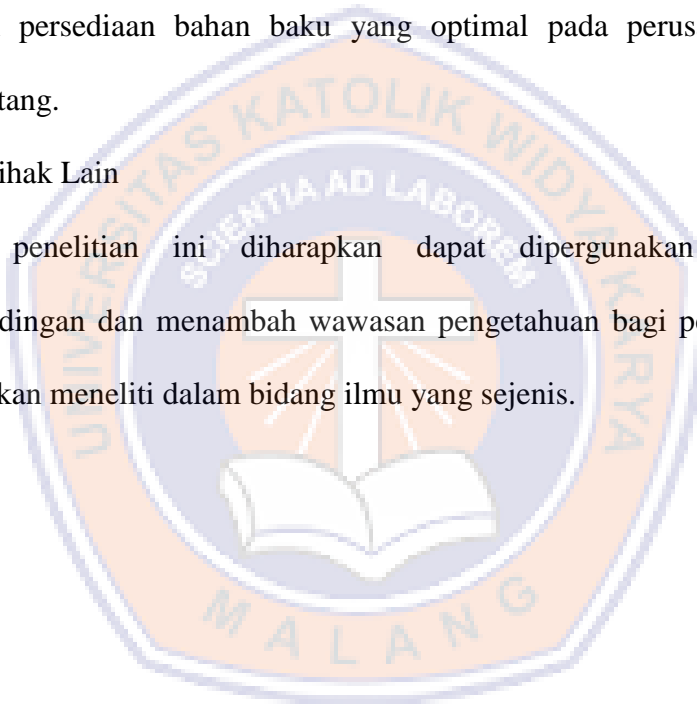 persediaan bahan baku yang optimal pada perus
tang.
ihak Lain
penelitian ini diharapkan dapat dipergunakan
dingan dan menambah wawasan pengetahuan bagi pe
kan meneliti dalam bidang ilmu yang sejenis.
UNIVERSITAS KATOLIK WIDYA KARYA
SCIENTIA AD LABOREM
MALANG